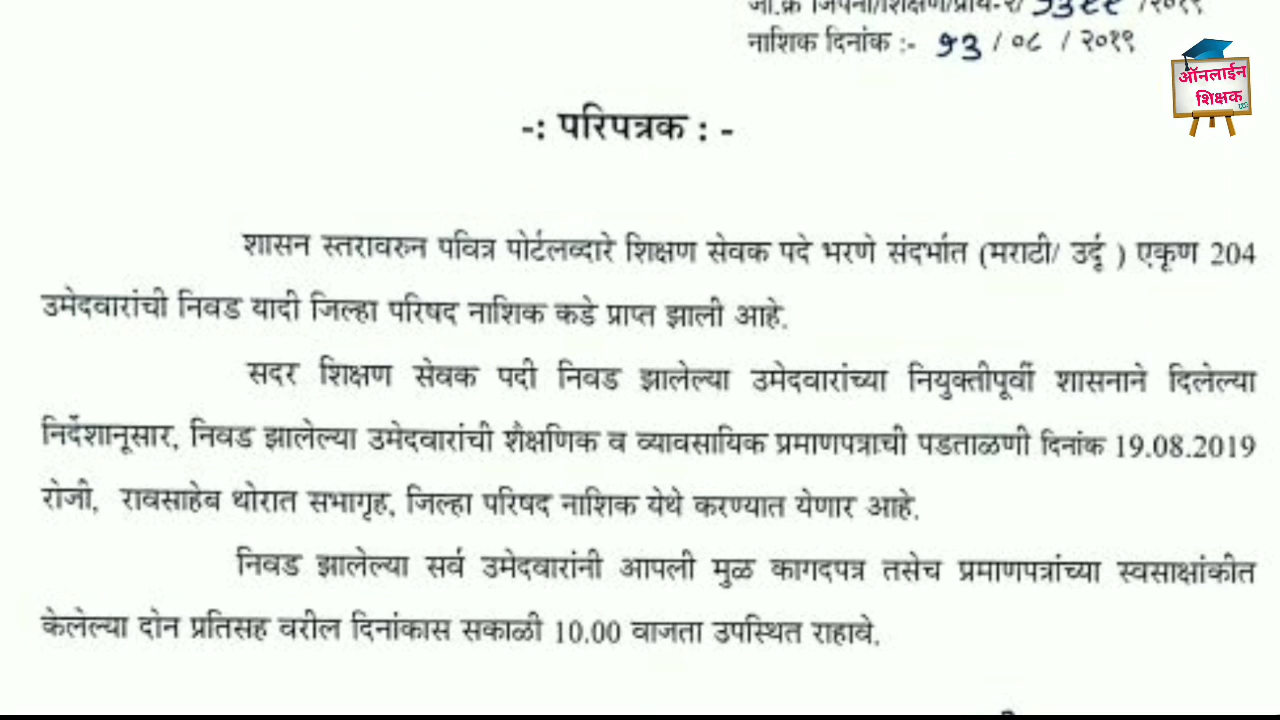 नाशिक दिनांक :- १३ / ०८ / २०१९
ऑनलाईन
शिक्षक
-: परिपत्रक : -
शासन स्तरावरुन पवित्र पोर्टलव्दारे शिक्षण सेवक पदे भरणे संदर्भात (मराटी/ उर्दू ) एकूण 204
उमेदवारांची निवड यादी जिल्हा परिषद नाशिक कडे प्राप्त झाली आहे.
सदर शिक्षण सेवक पदी निवड झालेल्या उमेदवारांच्या नियुक्तीपूर्वी शासनाने दिलेल्या
निर्देशानूसार, निवड झालेल्या उमेदवारांची शैक्षणिक व व्यावसायिक प्रमाणपत्राची पडताळणी दिनांक 19.08.2019
रोजी, रावसाहेब थोरात सभागृह, जिल्हा परिषद नाशिक येथे करण्यात येणार आहे.
निवड झालेल्या सर्व उमेदवारांनी आपली मुळ कागदपत्र तसेच प्रमाणपत्रांच्या स्वसाक्षांकीत
केलेल्या दोन प्रतिसह वरील दिनांकास सकाळी 10.00 वाजता उपस्थित राहावे.